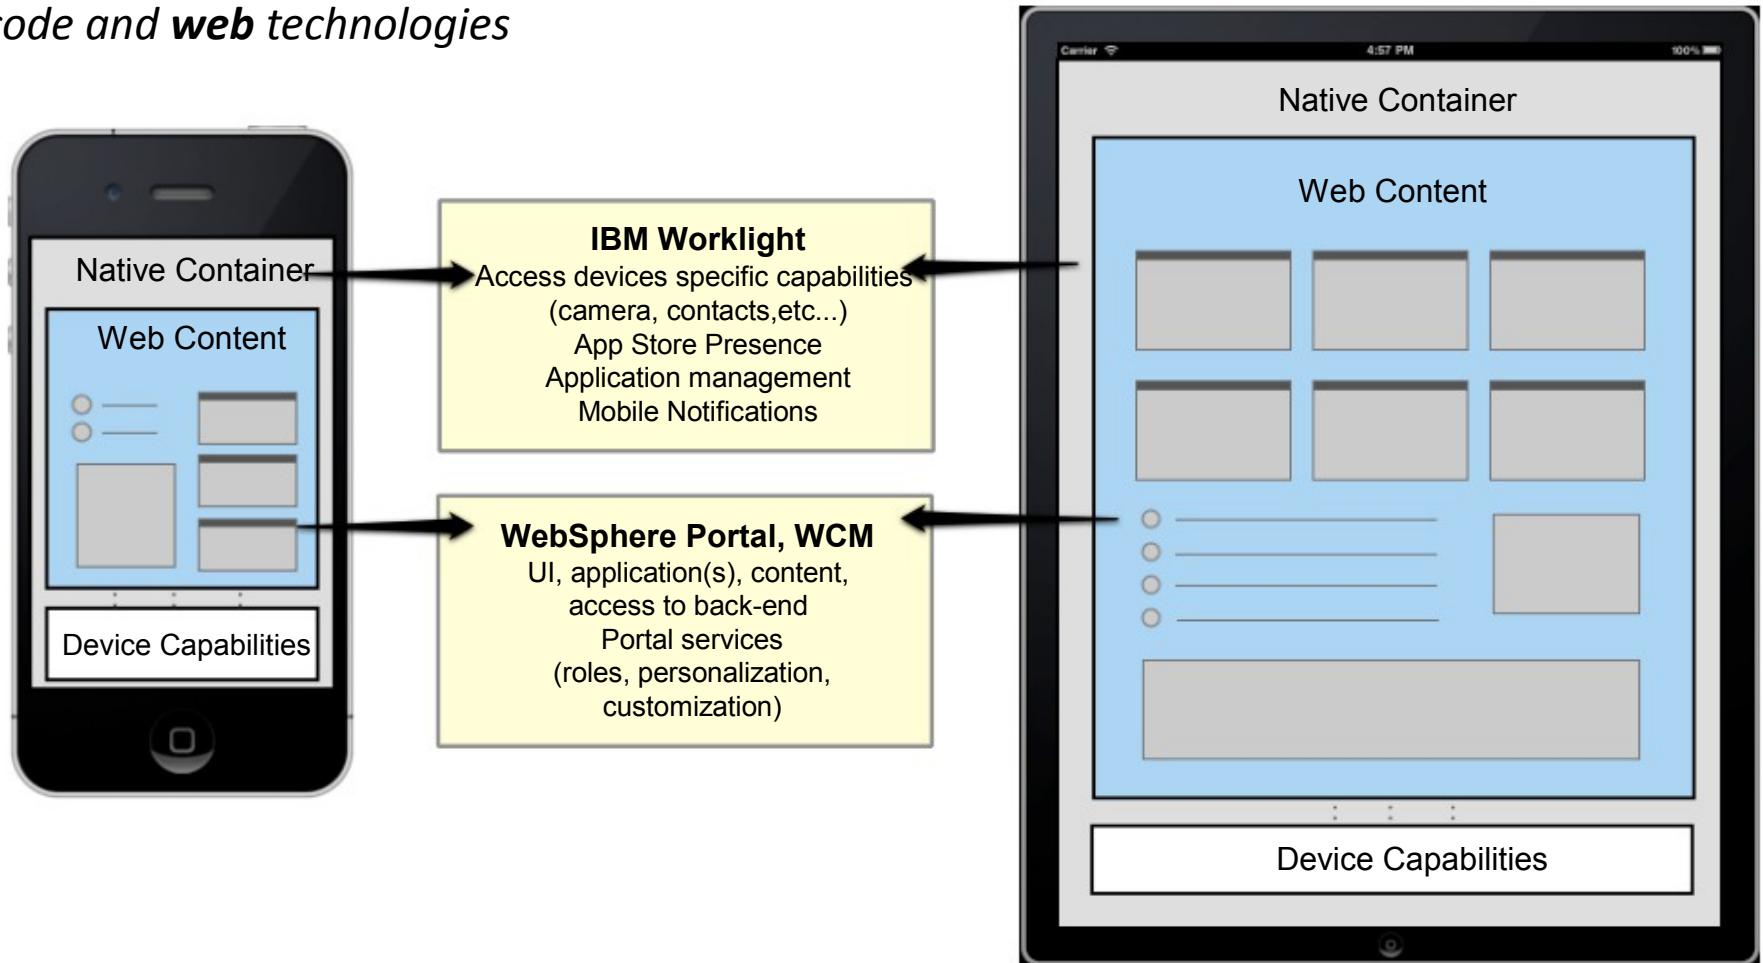 code and web technologies
Native Container
Web Content
Device Capabilities
IBM Worklight
Access devices specific capabilities
(camera, contacts,etc...)
App Store Presence
Application management
Mobile Notifications
WebSphere Portal, WCM
UI, application(s), content,
access to back-end
Portal services
(roles, personalization,
customization)
Carrier 4:57 PM 100%
Native Container
Web Content
Device Capabilities